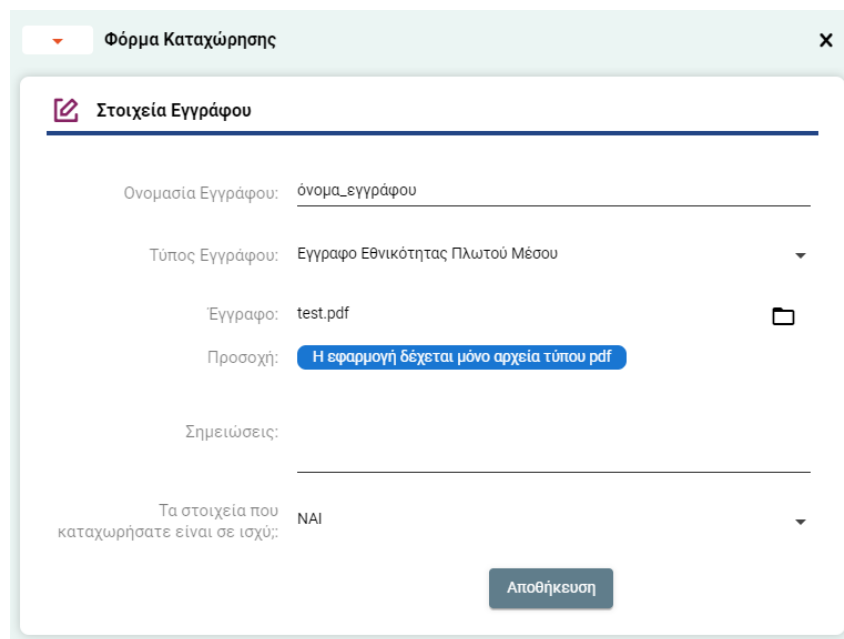 Φόρμα Καταχώρησης
Στοιχεία Εγγράφου
Ονομασία Εγγράφου: όνομα_εγγράφου
Τύπος Εγγράφου: Εγγραφο Εθνικότητας Πλωτού Μέσου
Έγγραφο: test.pdf
Προσοχή: Η εφαρμογή δέχεται μόνο αρχεία τύπου pdf
Σημειώσεις:
Τα στοιχεία που
καταχωρήσατε είναι σε ισχύ;: ΝΑΙ
Αποθήκευση